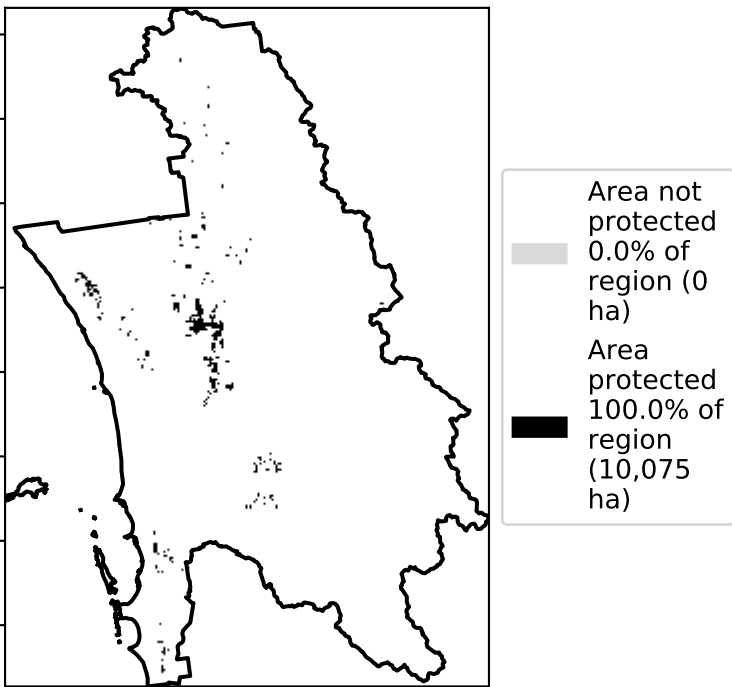 Area not
protected
0.0% of
region (0
ha)
Area
protected
100.0% of
region
(10,075
ha)